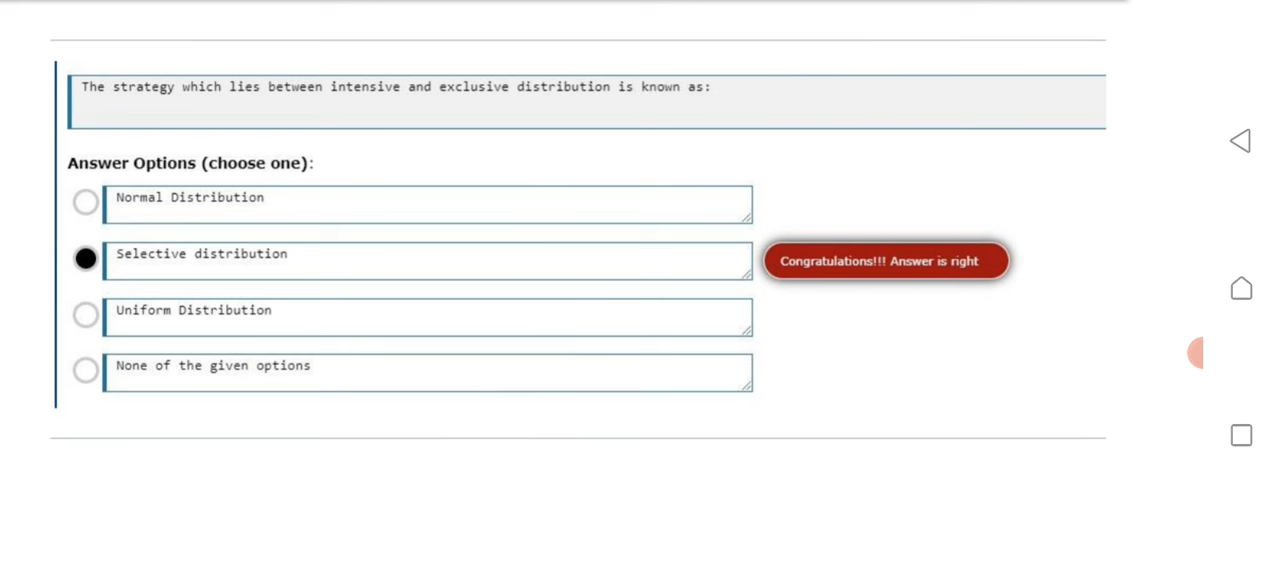 The strategy which lies between intensive and exclusive distribution is known as:
Answer Options (choose one):
Normal Distribution
Selective distribution
Congratulations!!! Answer is right
Uniform Distribution
None of the given options